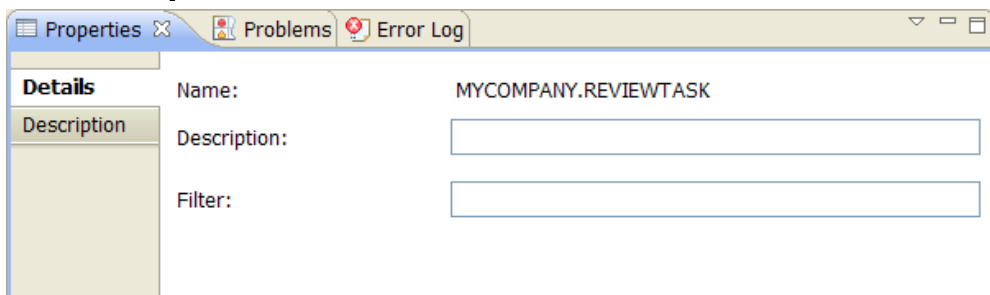 Properties Problems Error Log
Details Name: MYCOMPANY.REVIEWTASK
Description Description:
Filter: